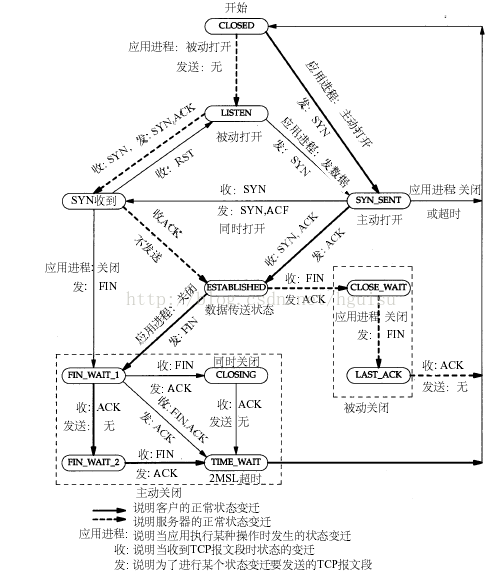 开始
CLOSED
应用进程：被动打开
发送：无
应用进程：主动打开
发：SYN
LISTEN
被动打开
收：SYN，发：SYN,ACK
收：RST
应用进程：发数据
发：SYN
SYN收到
收：SYN
发：SYN,ACF
同时打开
SYN_SENT
主动打开
应用进程 关闭
或超时
收,ACK
不发送
收：SYN, ACK
发：ACK
应用进程：关闭
发：FIN
ESTABLISHED
数据传送状态
收：FIN
发：ACK
CLOSE_WAIT
应用进程 关闭
发：FIN
LAST_ACK
被动关闭
收：ACK
发送：无
应用进程：关闭
发：FIN
FIN_WAIT_1
收：FIN
发：ACK
同时关闭
CLOSING
收：ACK
发送：无
收：FIN,ACK
发：ACK
收：ACK
发送：无
FIN_WAIT_2
收：FIN
发：ACK
TIME_WAIT
2MSL超时
主动关闭
说明客户的正常状态变迁
说明服务器的正常状态变迁
应用进程：说明当应用执行某种操作时发生的状态变迁
收：说明当收到TCP报文段时状态的变迁
发：说明为了进行某个状态变迁要发送的TCP报文段